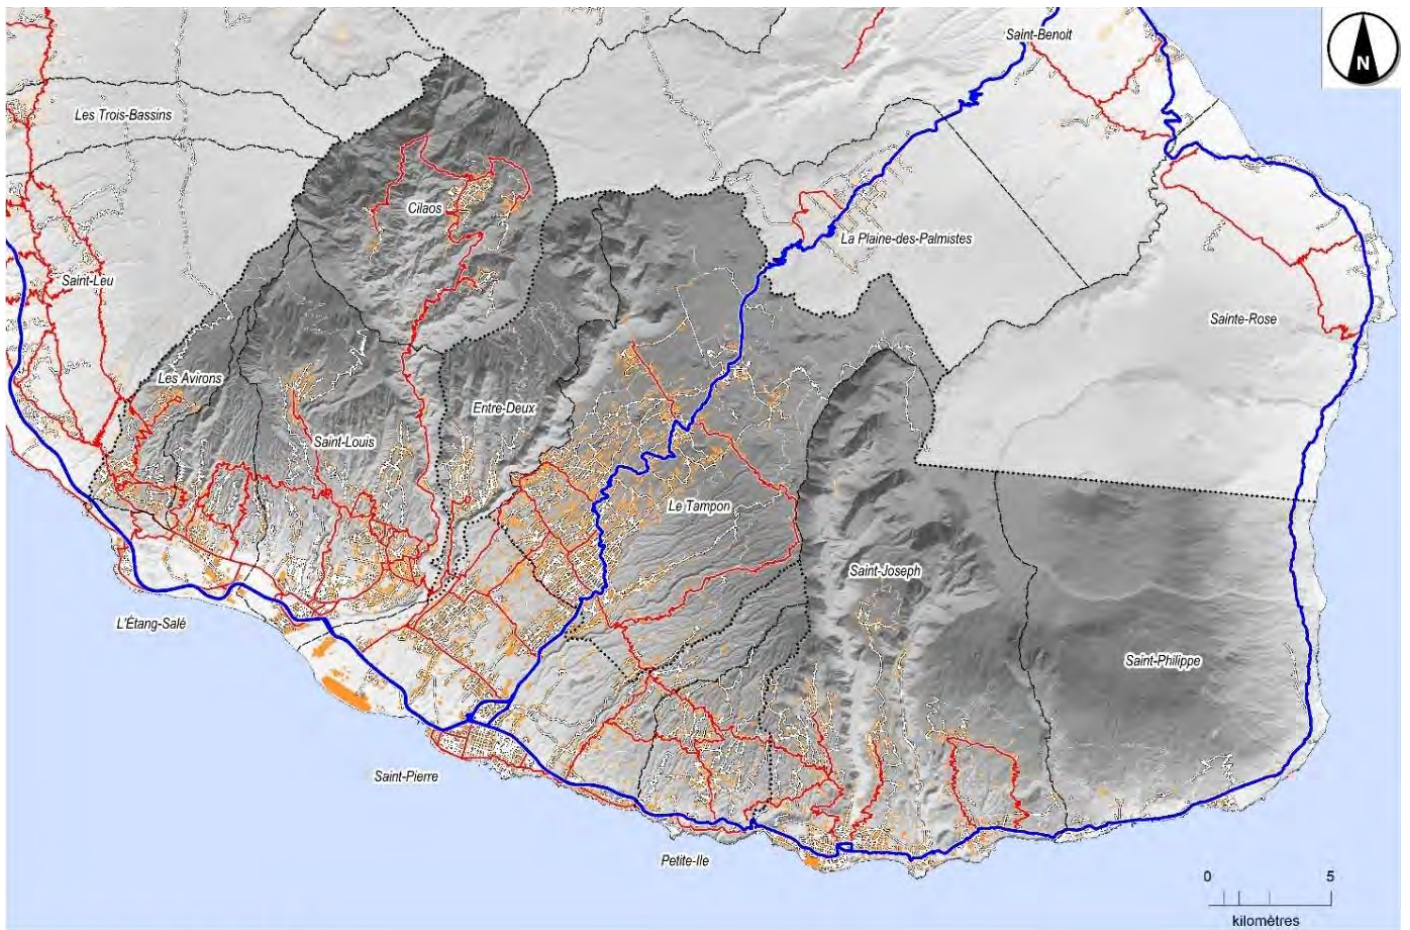 Saint-Benoit
N
Les Trois-Bassins
Cilaos
La Plaine-des-Palmistes
Saint-Leu
Sainte-Rose
Les Avirons
Entre-Deux
Saint-Louis
Le Tampon
Saint-Joseph
L'Étang-Salé
Saint-Philippe
Saint-Pierre
Petite-Ile
0 5
kilomètres